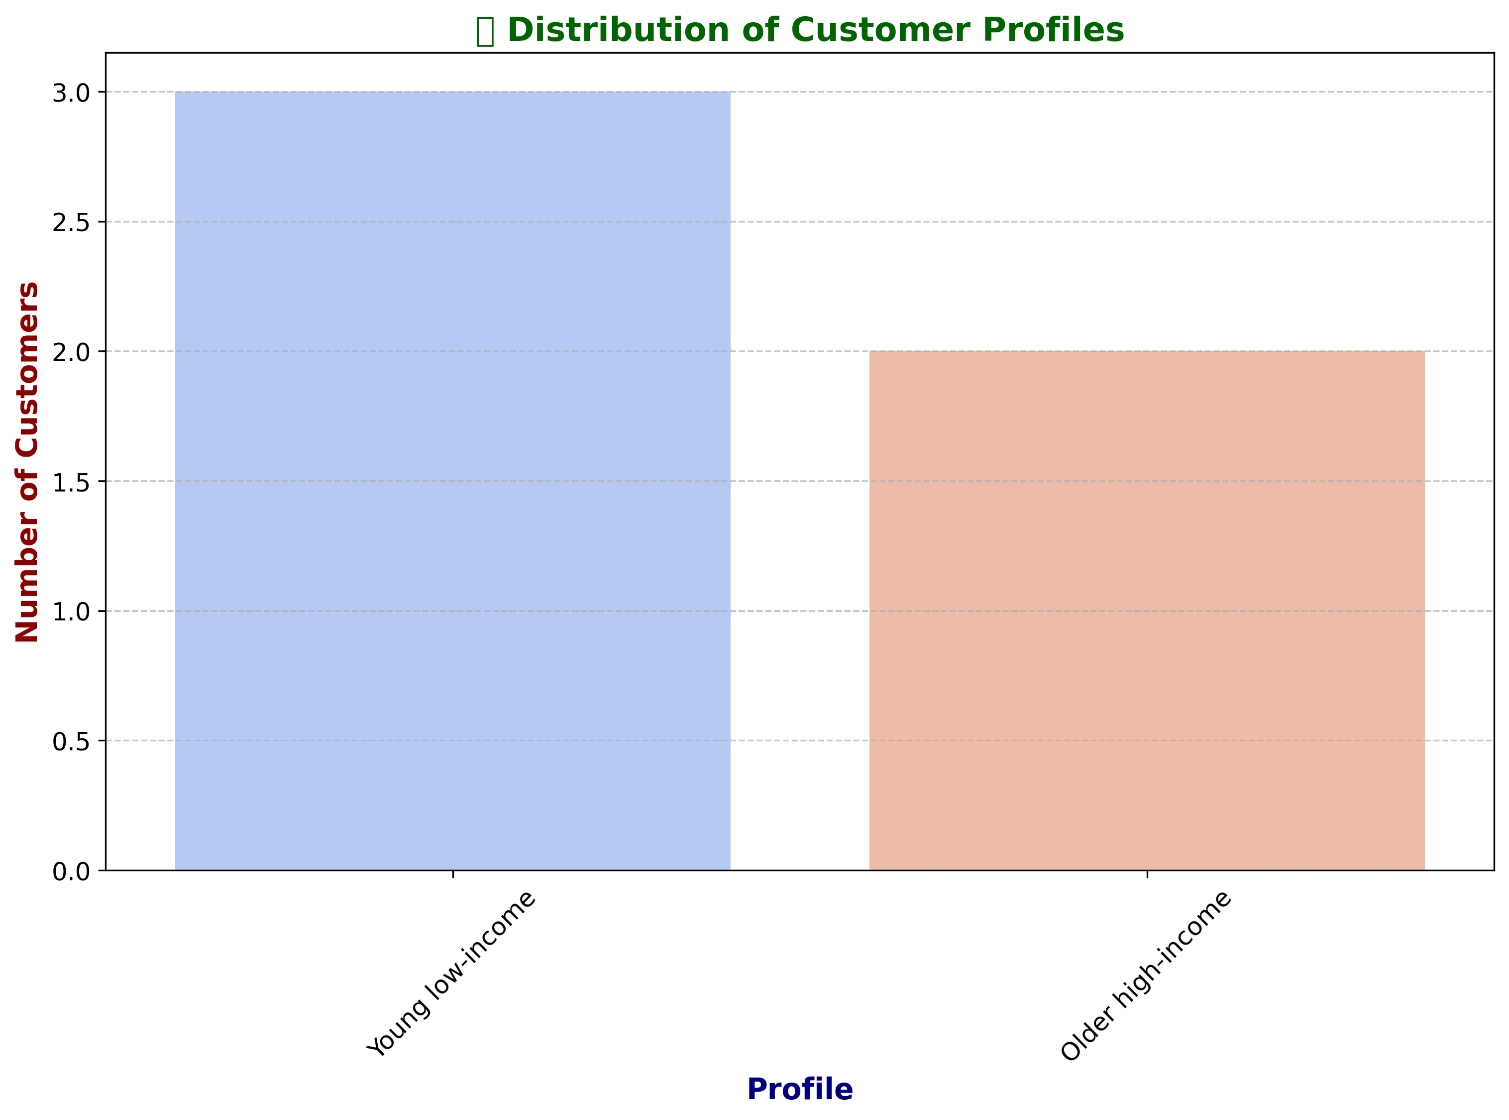 Distribution of Customer Profiles
Number of Customers
3.0
2.5
2.0
1.5
1.0
0.5
0.0
Young low-income
Older high-income
Profile